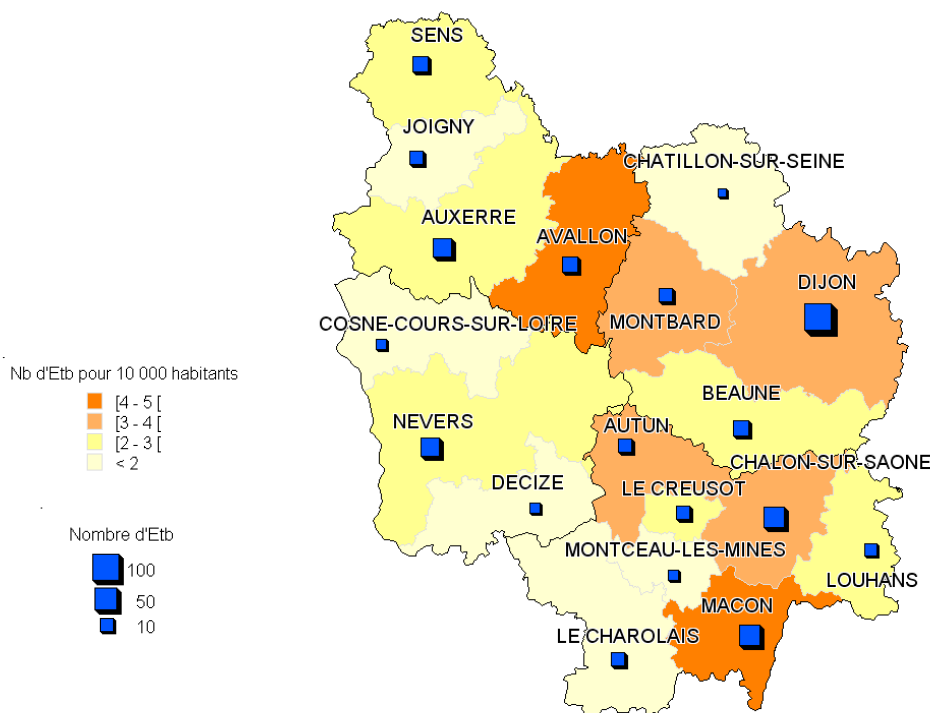 SENS
JOIGNY
CHATILLON-SUR-SEINE
AUXERRE
AVALLON
DIJON
COSNE-COURS-SUR-LOIRE
MONTBARD
Nb d'Etb pour 10 000 habitants
[4 - 5 [
[3 - 4 [
[2 - 3 [
< 2
BEAUNE
NEVERS
AUTUN
CHALON-SUR-SAONE
DECIZE
LE CREUSOT
Nombre d'Etb
100
50
10
MONTCEAU-LES-MINES
LOUHANS
MACON
LE CHAROLAIS